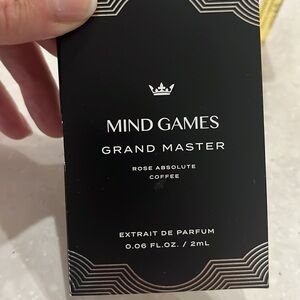 MIND GAMES
GRAND MASTER
ROSE ABSOLUTE
COFFEE
EXTRAIT DE PARFUM
0.06 FL.OZ. / 2mL